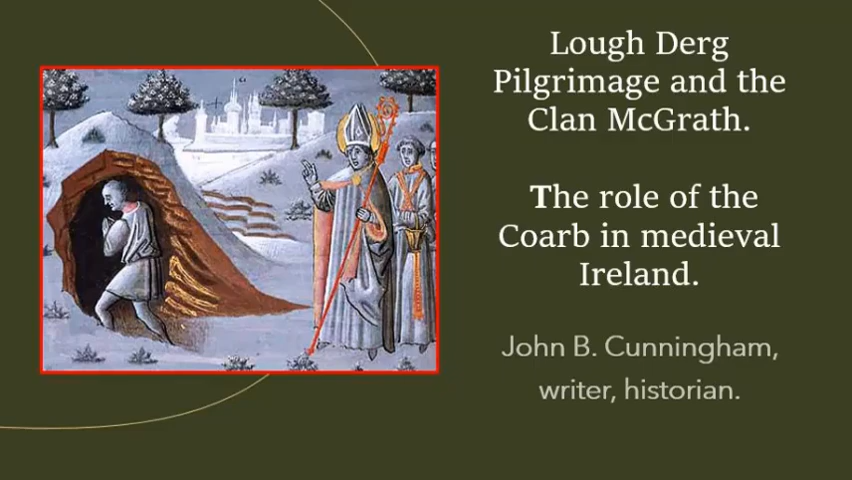 Lough Derg
Pilgrimage and the
Clan McGrath.
The role of the
Coarb in medieval
Ireland.
John B. Cunningham,
writer, historian.